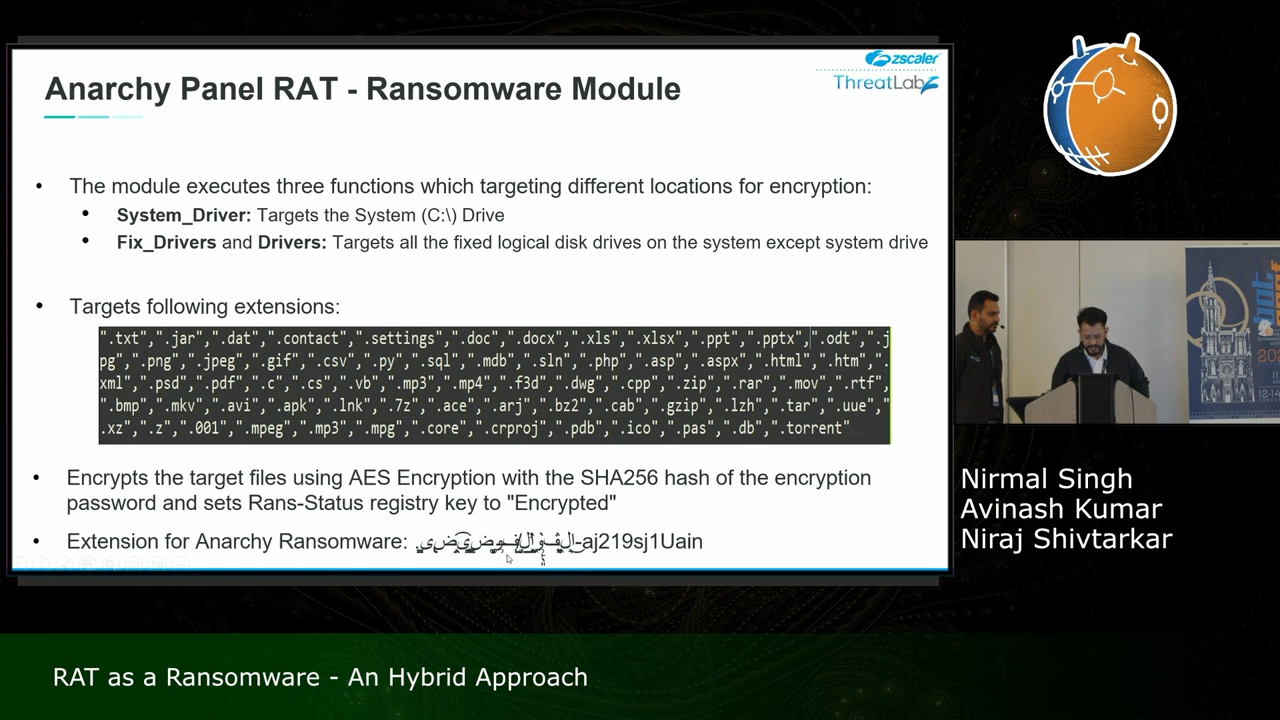 zscaler
ThreatLabz
Anarchy Panel RAT - Ransomware Module
• The module executes three functions which targeting different locations for encryption:
• System_Driver: Targets the System (C:\) Drive
• Fix_Drivers and Drivers: Targets all the fixed logical disk drives on the system except system drive
• Targets following extensions:
".txt",".jar",".dat",".contact",".settings",".doc",".docx",".xls",".xlsx",".ppt",".pptx",".odt",".j
pg",".png",".jpeg",".gif",".csv",".py",".sql",".mdb",".sln",".php",".asp",".aspx",".html",".htm",".
xml",".psd",".pdf",".c",".cs",".vb",".mp3",".mp4",".f3d",".dwg",".cpp",".zip",".rar",".mov",".rtf",
".bmp",".mkv",".avi",".apk",".lnk",".7z",".ace",".arj",".bz2",".cab",".gzip",".lzh",".tar",".uue","
.xz",".z",".001",".mpeg",".mp3",".mpg",".core",".crproj",".pdb",".ico",".pas",".db",".torrent"
• Encrypts the target files using AES Encryption with the SHA256 hash of the encryption
password and sets Rans-Status registry key to "Encrypted"
• Extension for Anarchy Ransomware: -aj219sj1Uain
Nirmal Singh
Avinash Kumar
Niraj Shivtarkar
RAT as a Ransomware - An Hybrid Approach